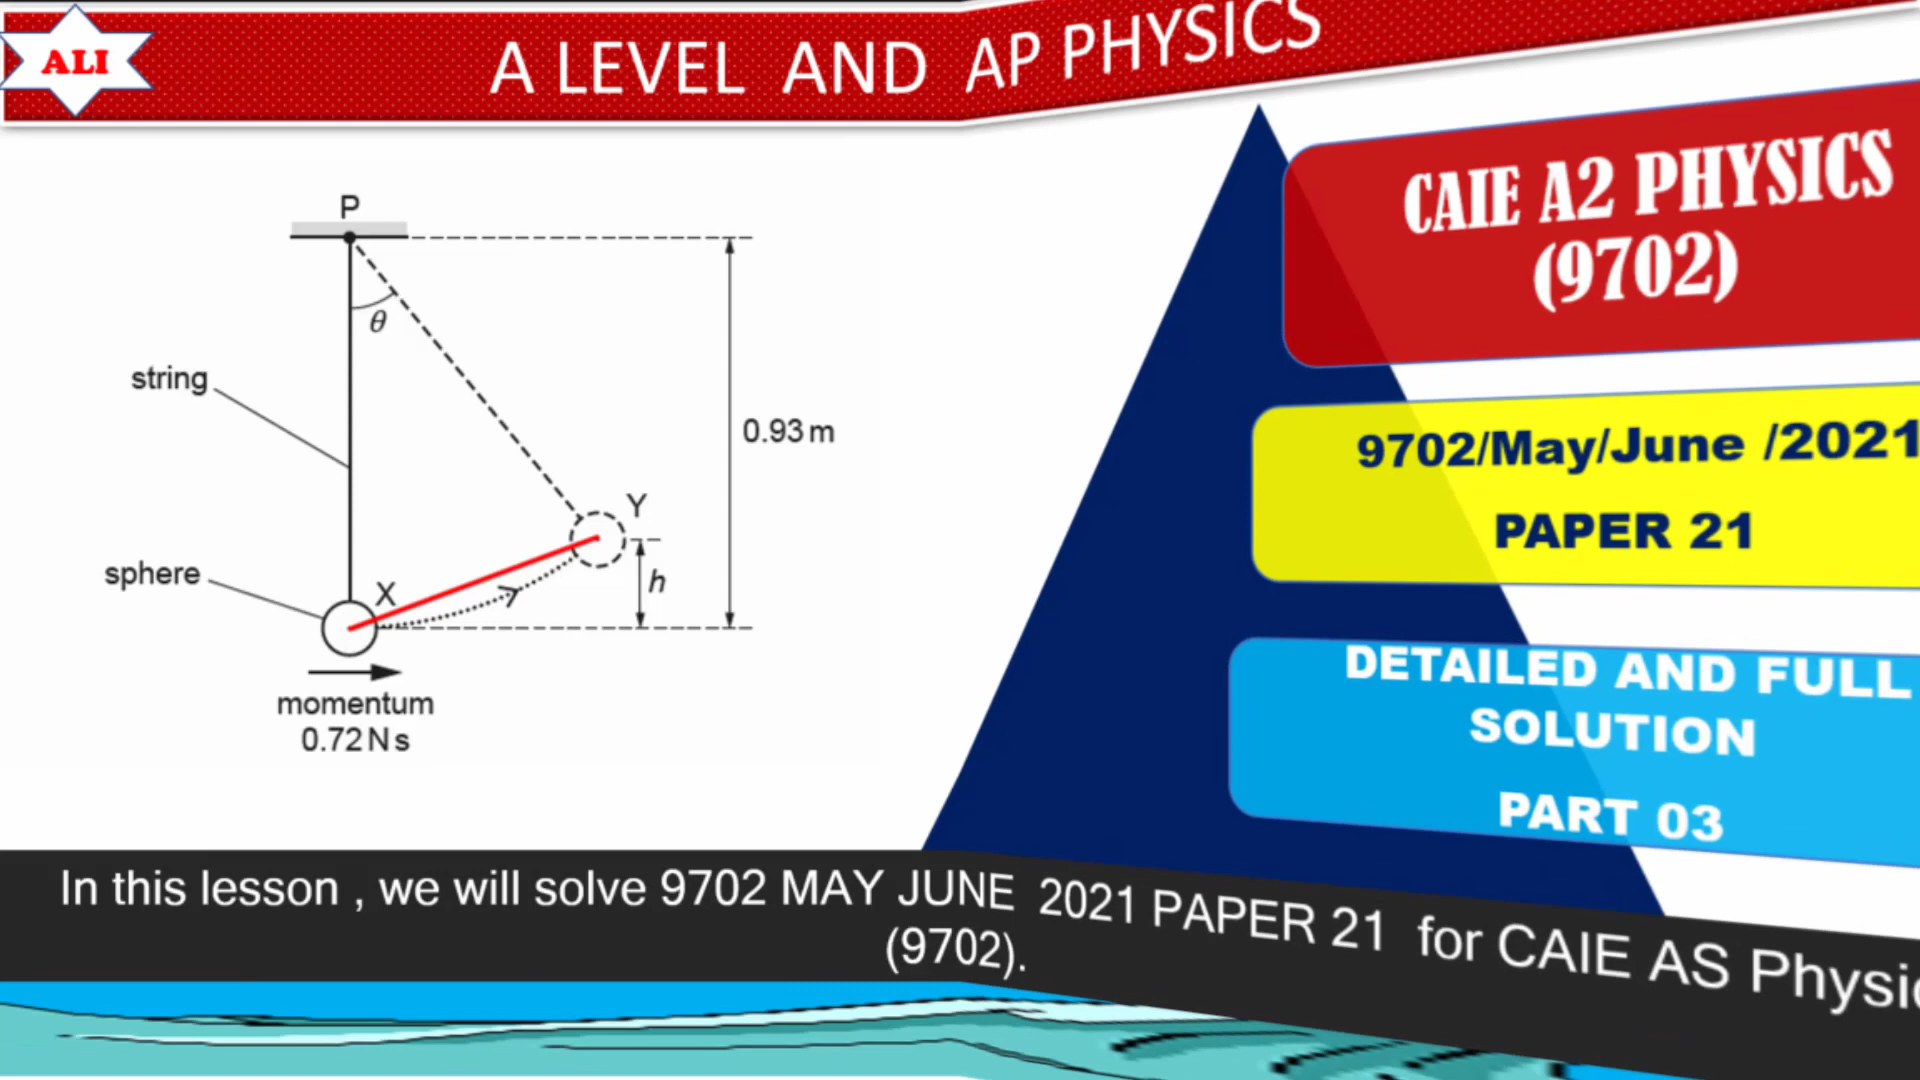 ALI
A LEVEL AND AP PHYSICS
P
θ
string
0.93 m
Y
h
sphere
X
momentum
0.72 N s
CAIE A2 PHYSICS
(9702)
9702/May/June /2021
PAPER 21
DETAILED AND FULL
SOLUTION
PART 03
In this lesson , we will solve 9702 MAY JUNE 2021 PAPER 21 for CAIE AS Physic
(9702).